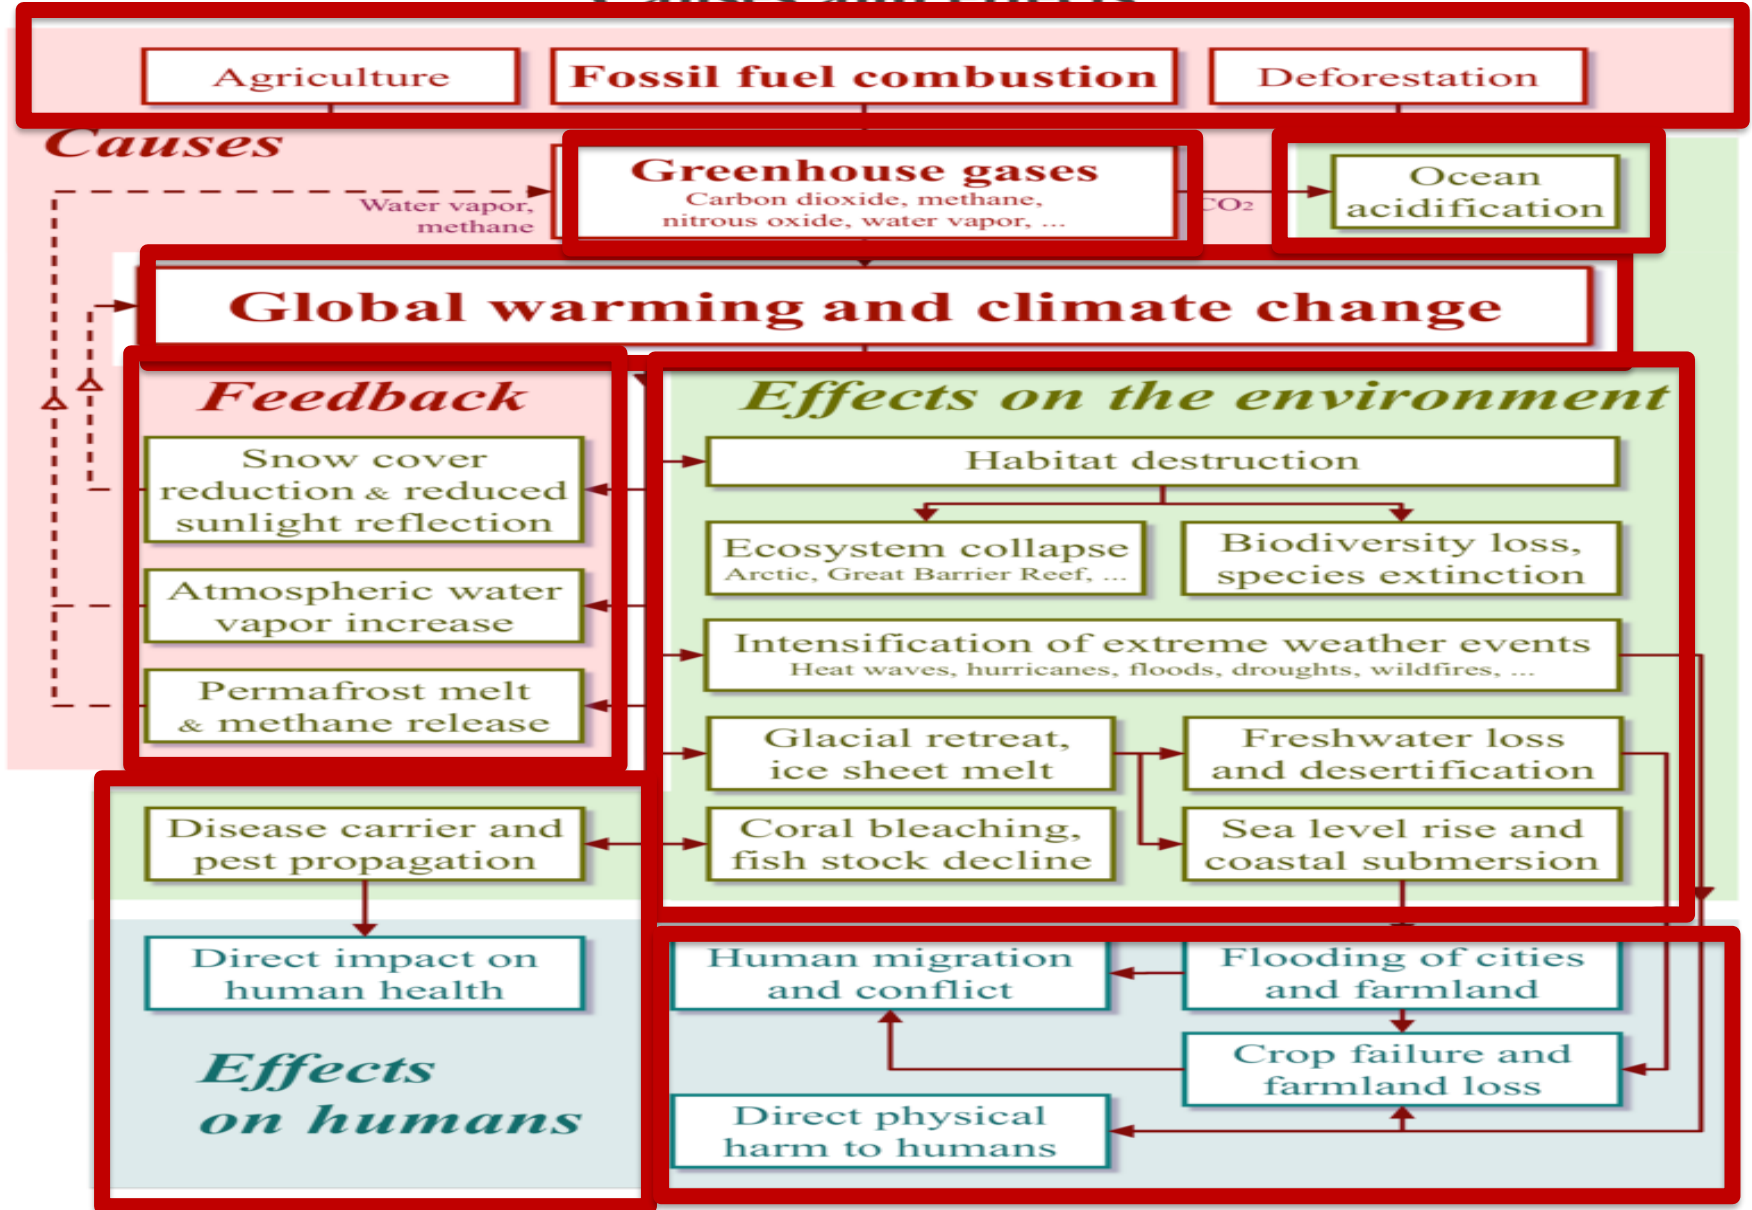 Agriculture
Fossil fuel combustion
Deforestation
Causes
Greenhouse gases
Carbon dioxide, methane,
nitrous oxide, water vapor, ...
Water vapor,
methane
CO₂
Ocean
acidification
Global warming and climate change
Feedback
Snow cover
reduction & reduced
sunlight reflection
Atmospheric water
vapor increase
Permafrost melt
& methane release
Effects on the environment
Habitat destruction
Ecosystem collapse
Arctic, Great Barrier Reef, ...
Biodiversity loss,
species extinction
Intensification of extreme weather events
Heat waves, hurricanes, floods, droughts, wildfires, ...
Glacial retreat,
ice sheet melt
Freshwater loss
and desertification
Disease carrier and
pest propagation
Coral bleaching,
fish stock decline
Sea level rise and
coastal submersion
Direct impact on
human health
Effects
on humans
Human migration
and conflict
Flooding of cities
and farmland
Crop failure and
farmland loss
Direct physical
harm to humans